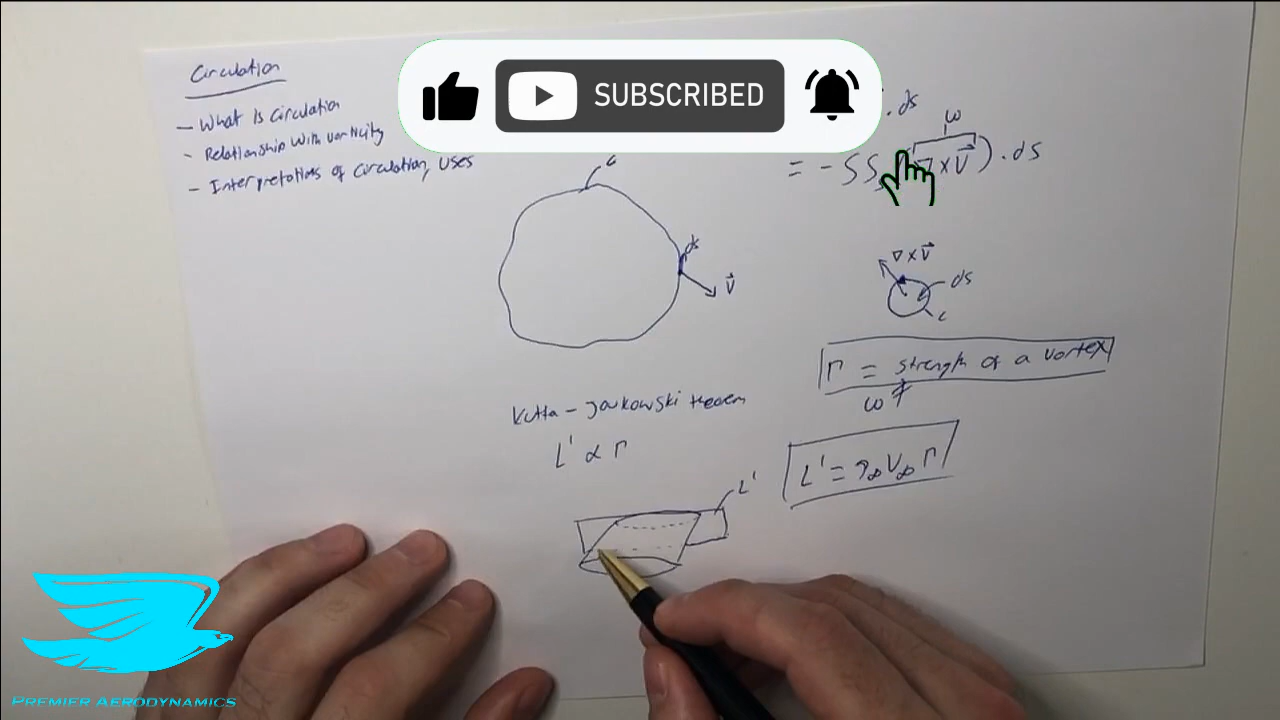 Circulation
- What Is Circulation
- Relationship With Vorticity
- Interpretations of Circulation, Uses
SUBSCRIBED
. ds
ω
= - ∫∫ (∇ × V⃗) . ds
c
ds
V⃗
∇ × V⃗
ds
c
Γ = strength of a vortex
ω
Kutta - Joukowski theorem
L' ∝ Γ
L' = ρ∞ V∞ Γ
L'
PREMIER AERODYNAMICS